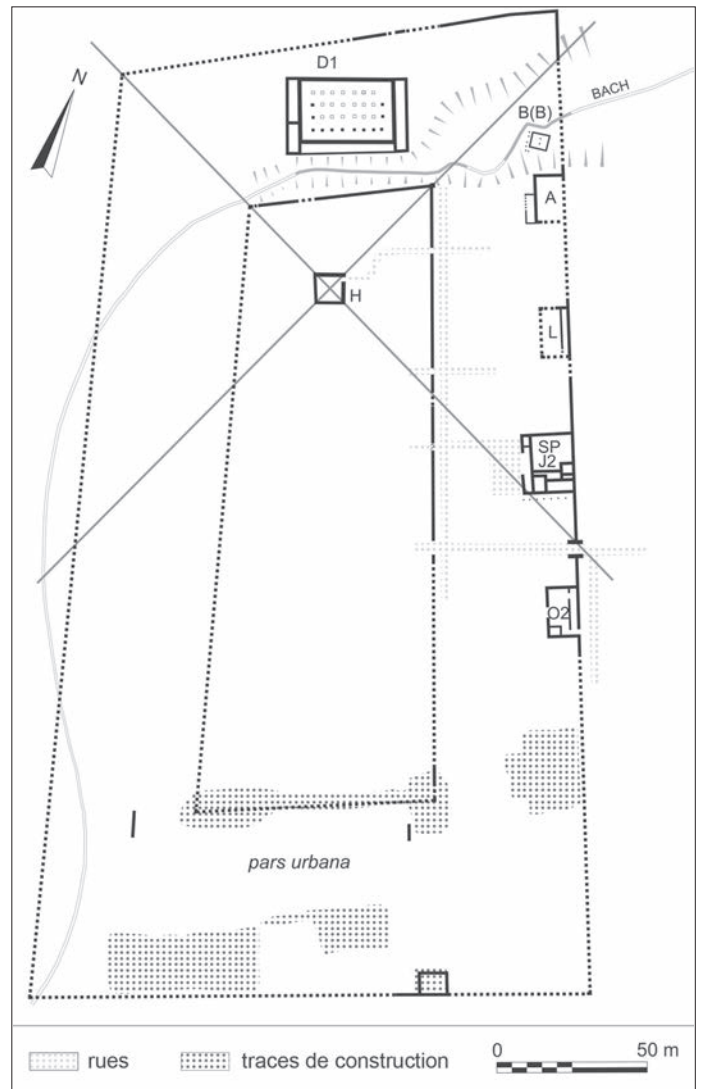 D1
N
B(B)
BACH
A
H
L
SP
J2
O2
pars urbana
rues
traces de construction
0
50 m